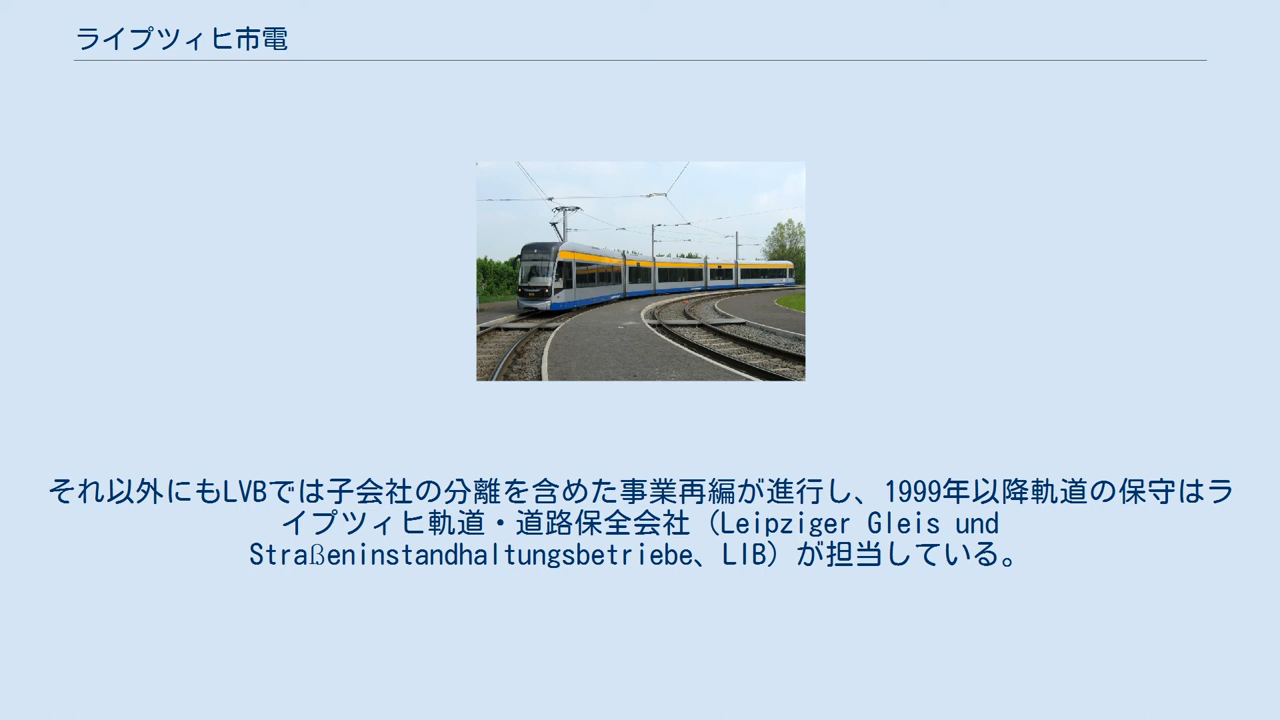 ライプツィヒ市電
それ以外にもLVBでは子会社の分離を含めた事業再編が進行し、1999年以降軌道の保守はラ
イプツィヒ軌道・道路保全会社（Leipziger Gleis und
Straßeninstandhaltungsbetriebe、LIB）が担当している。